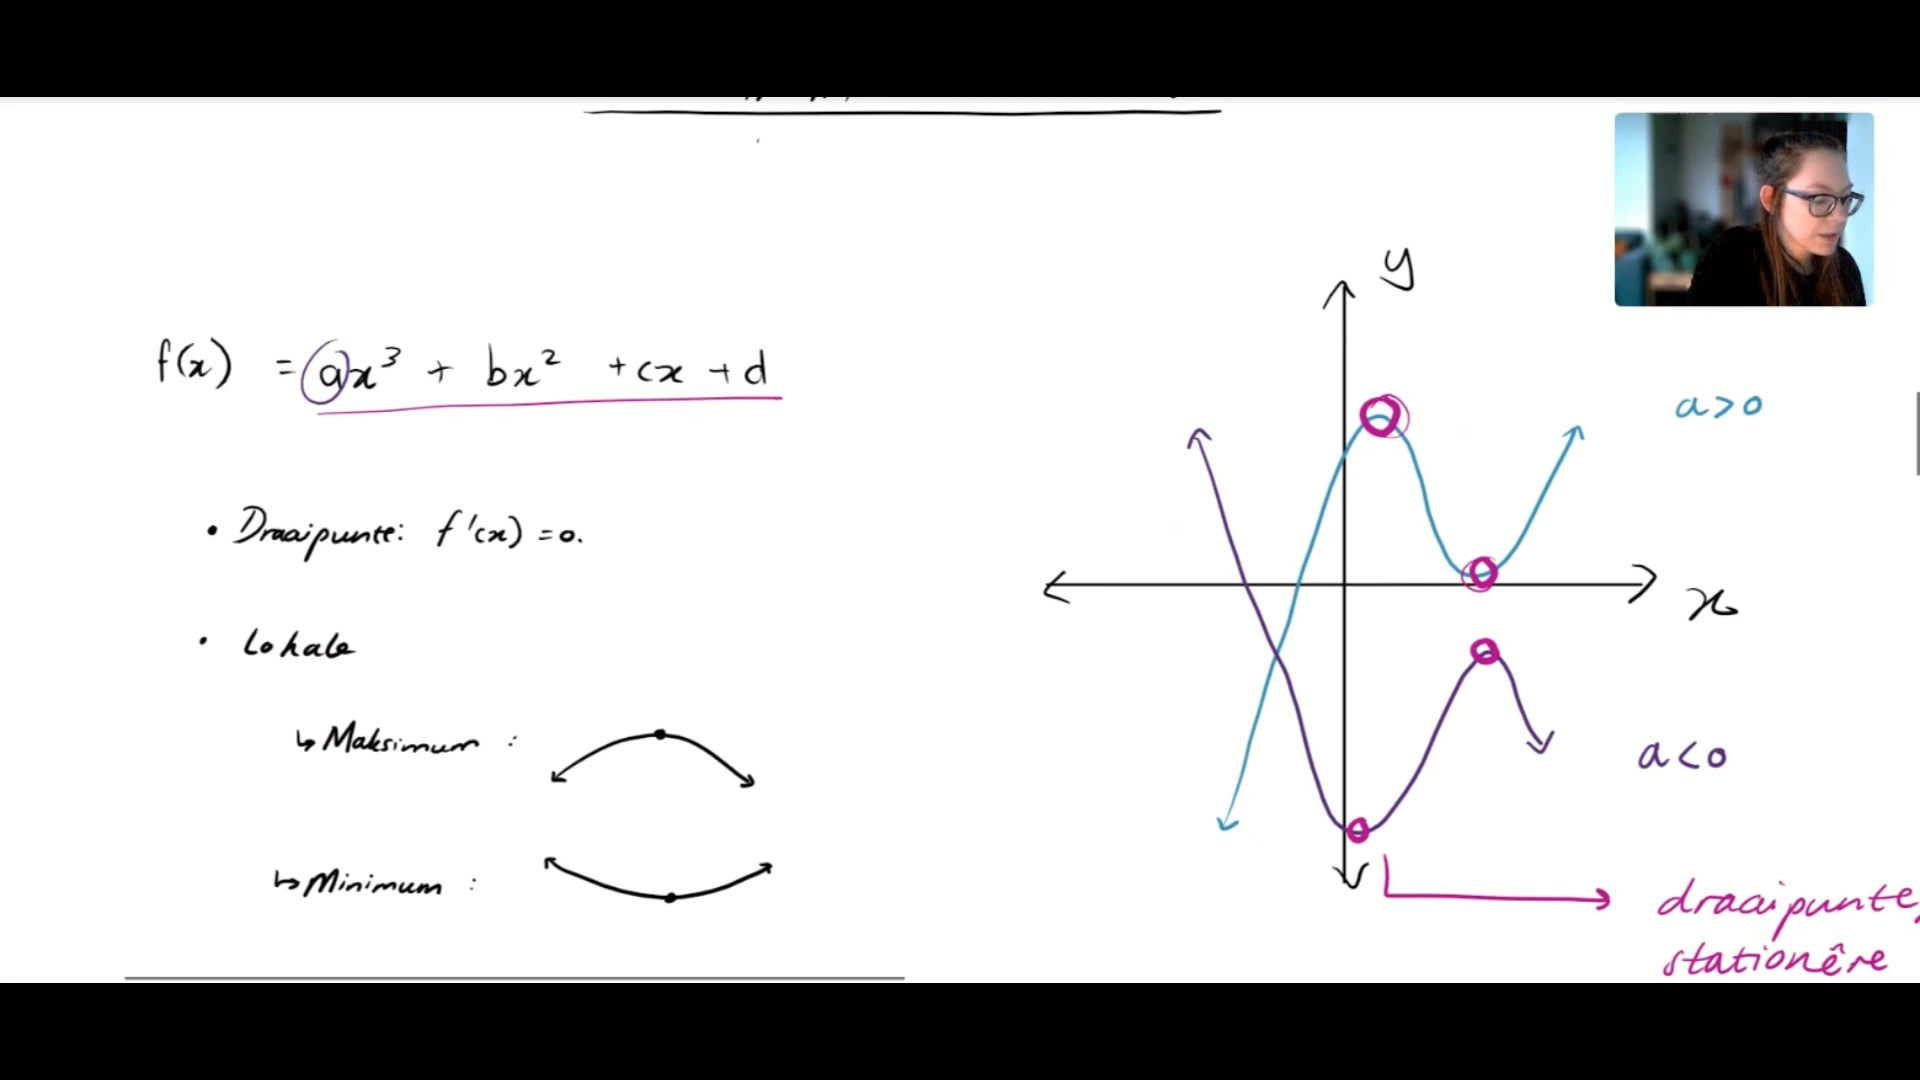 f(x) = ax³ + bx² + cx + d
• Draaipunte: f'(x) = 0.
• Lokale
↳ Maksimum :
↳ Minimum :
y
x
a>0
a<0
draaipunte,
stationêre